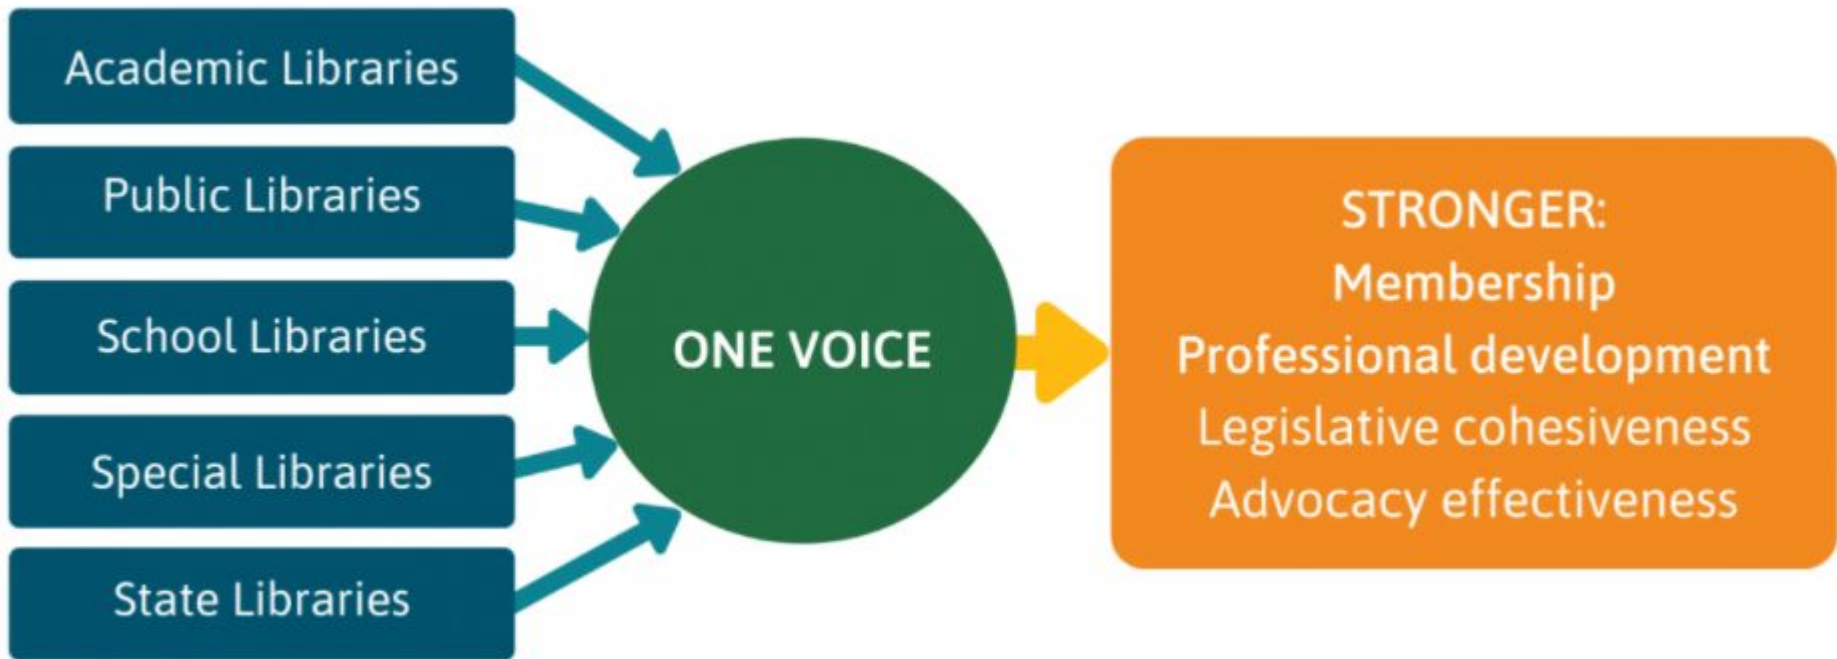 Academic Libraries
Public Libraries
School Libraries
Special Libraries
State Libraries
ONE VOICE
STRONGER:
Membership
Professional development
Legislative cohesiveness
Advocacy effectiveness